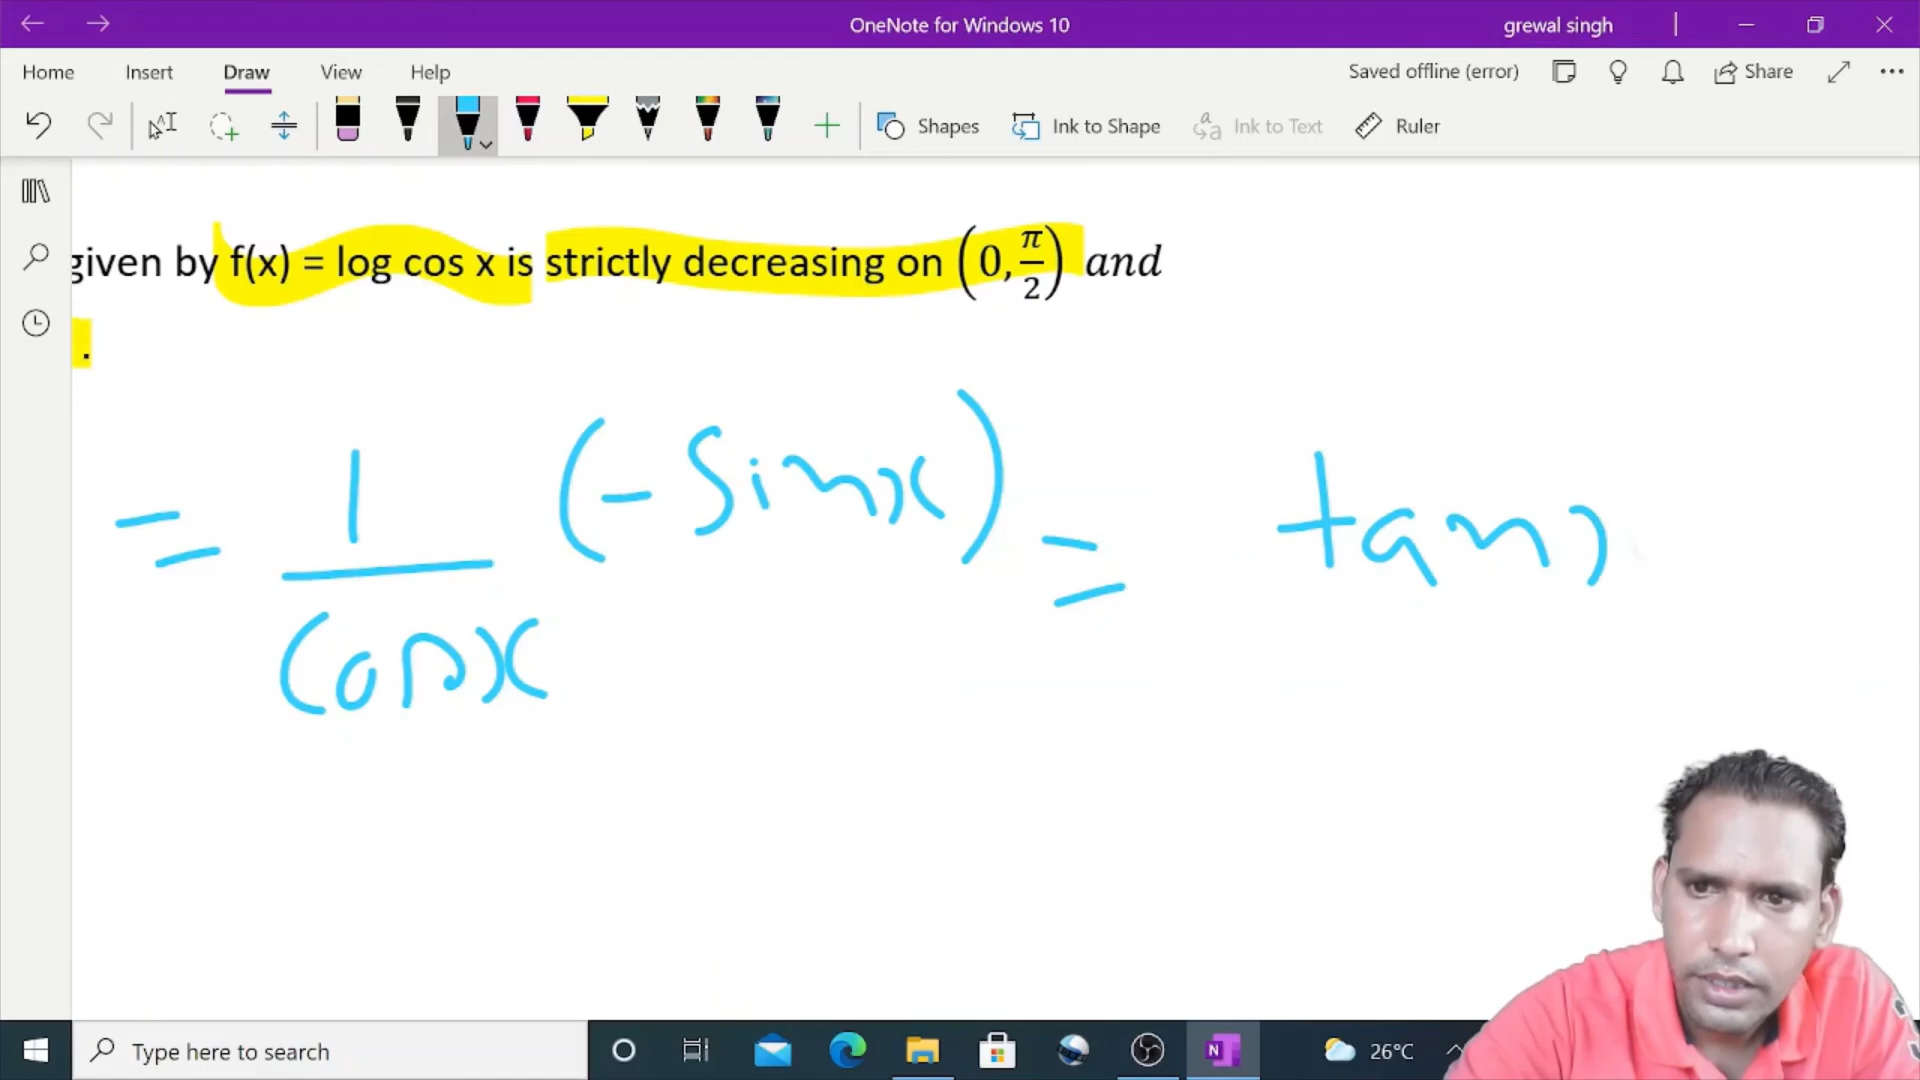 OneNote for Windows 10 grewal singh
Home Insert Draw View Help Saved offline (error) Share
Shapes Ink to Shape Ink to Text Ruler
given by f(x) = log cos x is strictly decreasing on (0, π/2) and
.
= 1/cosx (-Sinx) = tanx
Type here to search 26°C